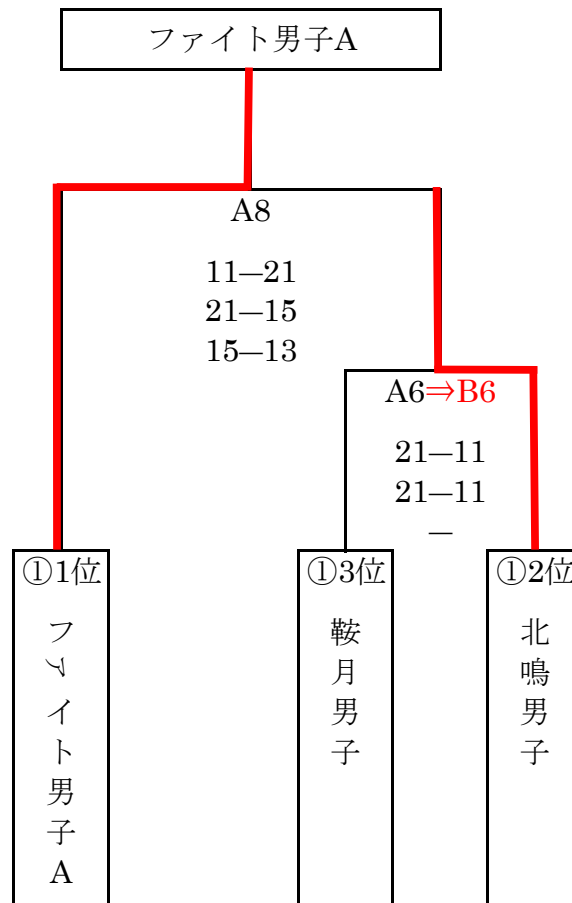 ファイト男子A
A8
11–21
21–15
15–13
A6⇒B6
21–11
21–11
–
①1位
ファイト男子A
①3位
鞍月男子
①2位
北鳴男子